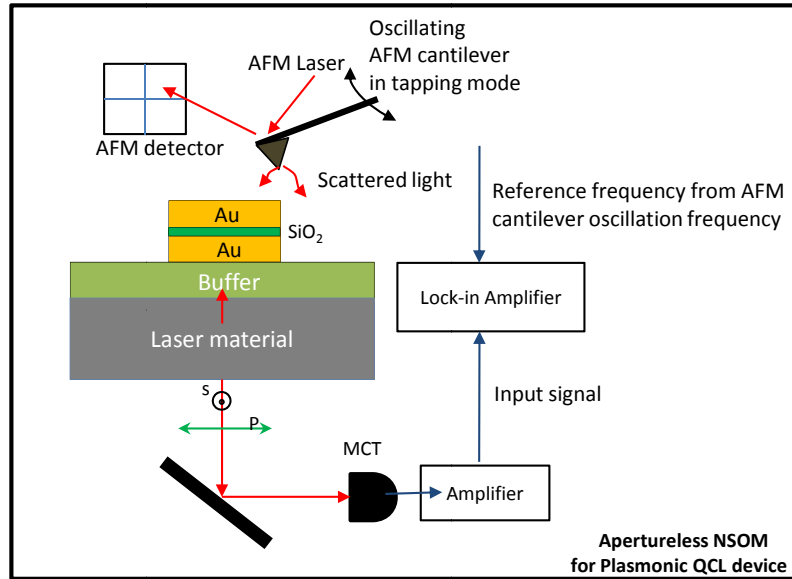 Oscillating
AFM cantilever
in tapping mode
AFM Laser
AFM detector
Scattered light
Reference frequency from AFM
cantilever oscillation frequency
Au
SiO₂
Au
Buffer
Lock-in Amplifier
Laser material
s
P
Input signal
MCT
Amplifier
Apertureless NSOM
for Plasmonic QCL device